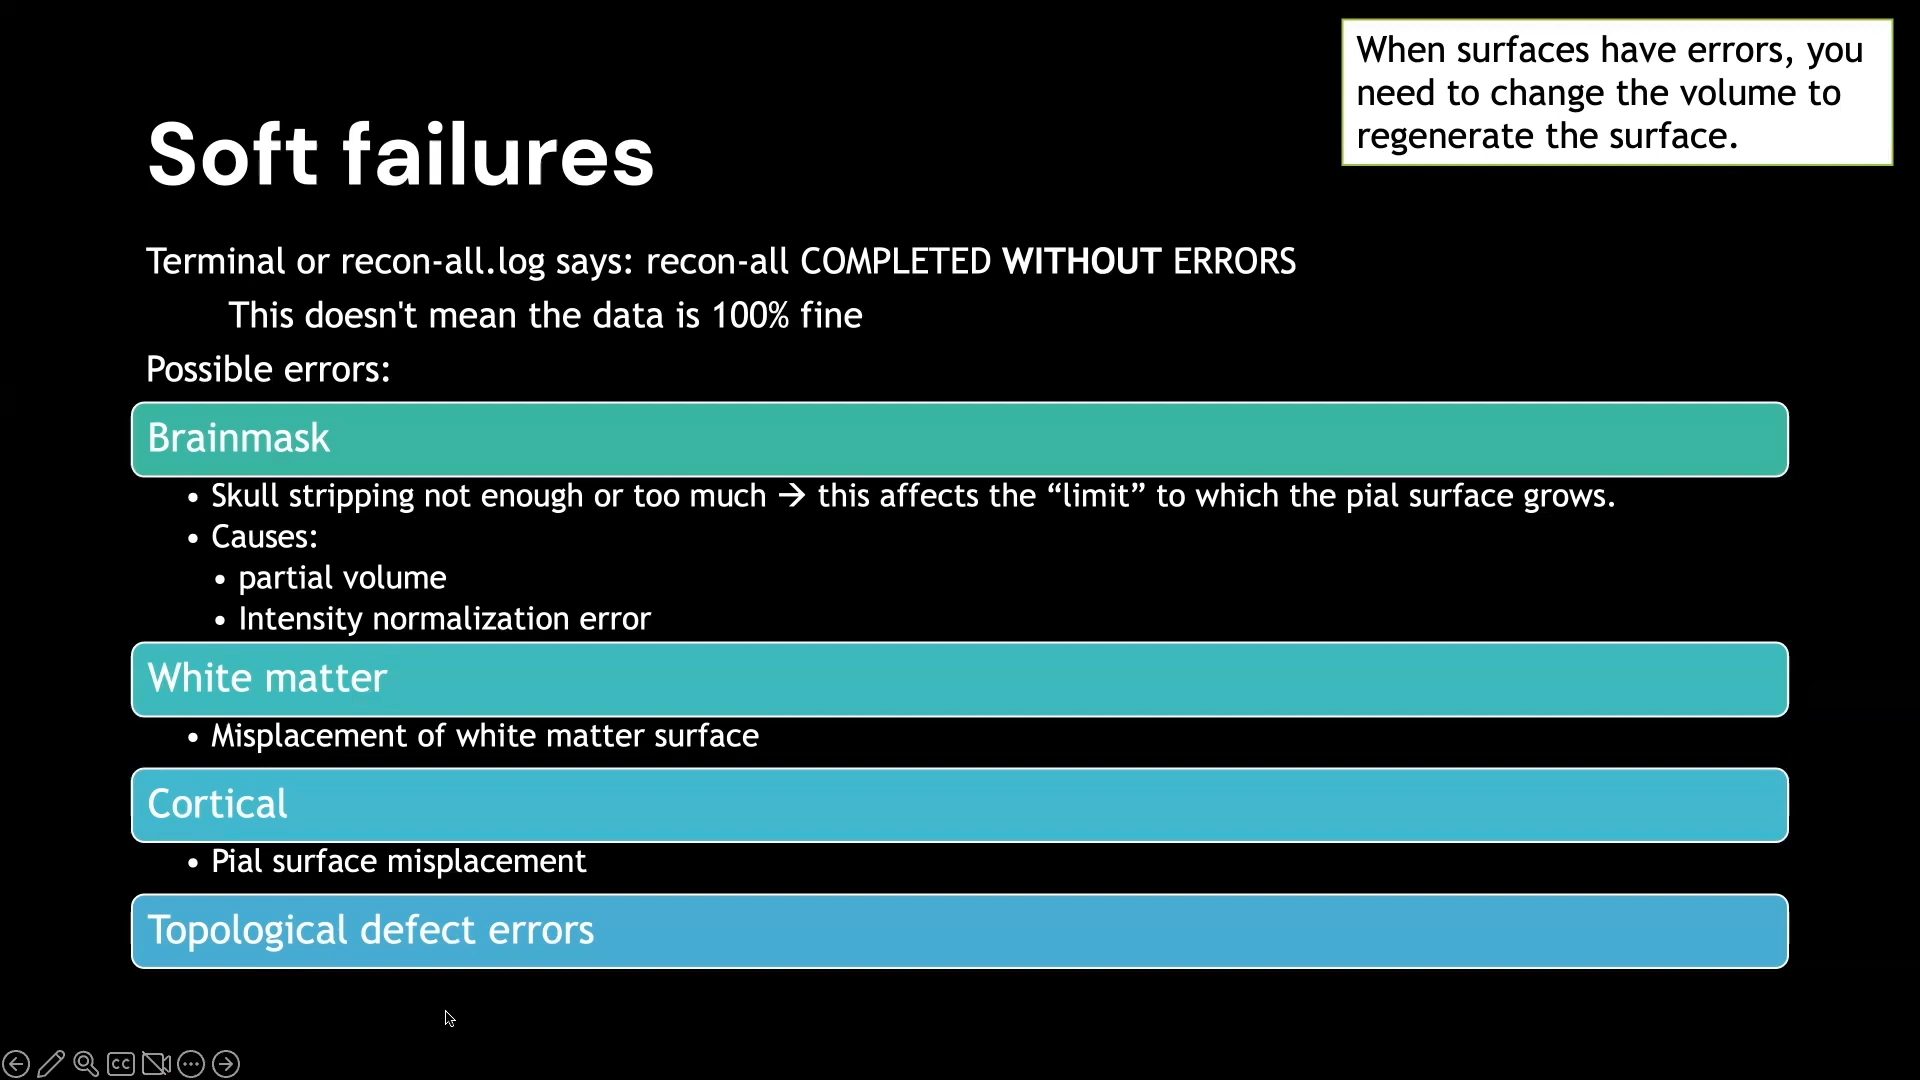 When surfaces have errors, you
need to change the volume to
regenerate the surface.
Soft failures
Terminal or recon-all.log says: recon-all COMPLETED WITHOUT ERRORS
This doesn't mean the data is 100% fine
Possible errors:
Brainmask
• Skull stripping not enough or too much → this affects the “limit” to which the pial surface grows.
• Causes:
• partial volume
• Intensity normalization error
White matter
• Misplacement of white matter surface
Cortical
• Pial surface misplacement
Topological defect errors
CC